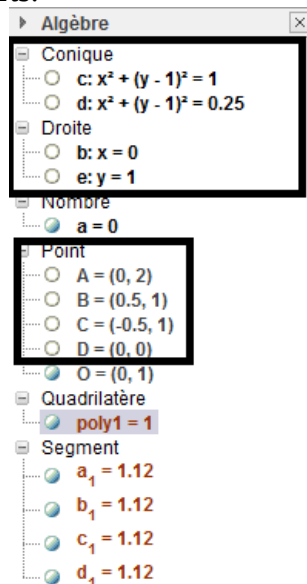 Algèbre
Conique
c: x² + (y - 1)² = 1
d: x² + (y - 1)² = 0.25
Droite
b: x = 0
e: y = 1
Nombre
a = 0
Point
A = (0, 2)
B = (0.5, 1)
C = (-0.5, 1)
D = (0, 0)
O = (0, 1)
Quadrilatère
poly1 = 1
Segment
a₁ = 1.12
b₁ = 1.12
c₁ = 1.12
d₁ = 1.12